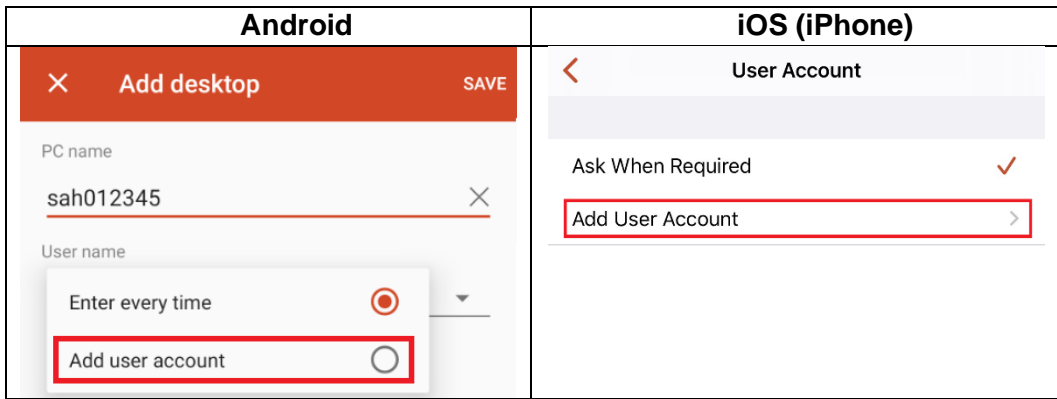 Android
iOS (iPhone)
Add desktop
SAVE
PC name
sah012345
User name
Enter every time
Add user account
User Account
Ask When Required
Add User Account